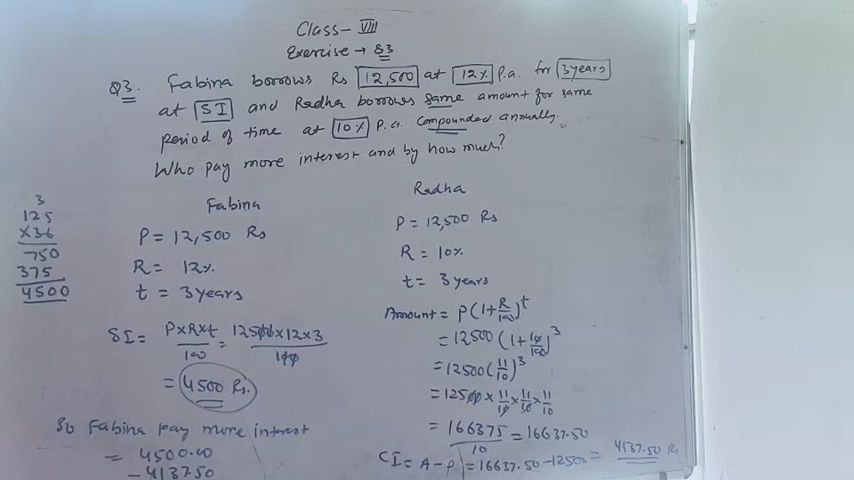 Class- VIII
Exercise → 8.3
Q3. Fabina borrows Rs 12,500 at 12% p.a. for 3 years
at SI and Radha borrows same amount for same
period of time at 10% p.a. compounded annually.
Who pay more interest and by how much?
3
125
×36
750
375
4500
Fabina
P = 12,500 Rs
R = 12%
t = 3 years
SI = P×R×t/100 = 12500×12×3/100
= 4500 Rs.
So Fabina pay more interest
= 4500.00
- 4137.50
Radha
P = 12,500 Rs
R = 10%
t = 3 years
Amount = P(1+R/100)^t
= 12500 (1+10/100)^3
= 12500 (11/10)^3
= 12500 × 11/10 × 11/10 × 11/10
= 166375/10 = 16637.50
CI = A - P = 16637.50 - 12500 = 4137.50 Rs